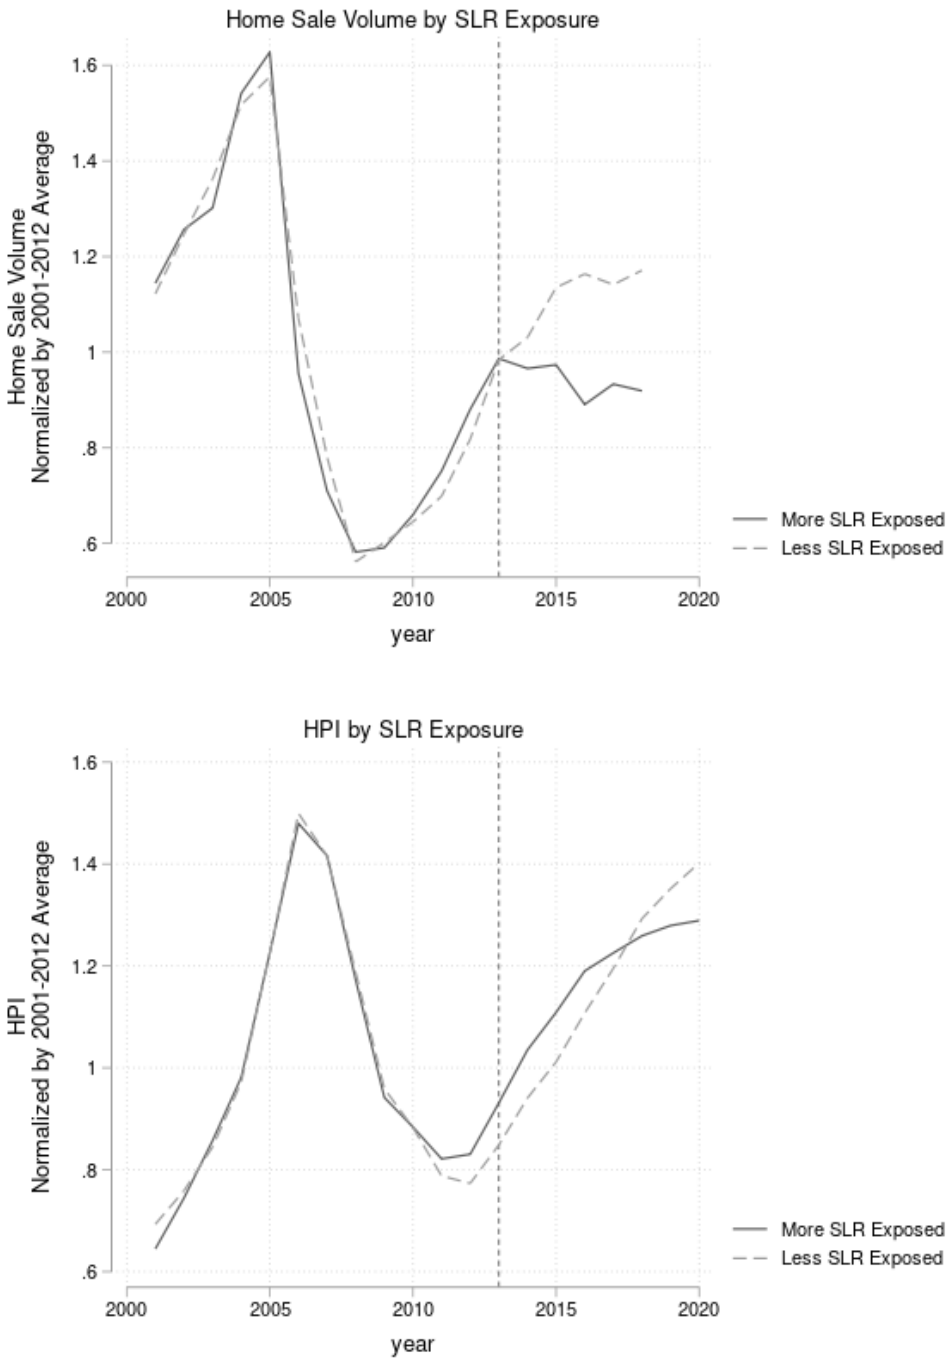 Home Sale Volume by SLR Exposure
Home Sale Volume
Normalized by 2001-2012 Average
1.6
1.4
1.2
1
.8
.6
2000
2005
2010
2015
2020
year
More SLR Exposed
Less SLR Exposed
HPI by SLR Exposure
HPI
Normalized by 2001-2012 Average
1.6
1.4
1.2
1
.8
.6
2000
2005
2010
2015
2020
year
More SLR Exposed
Less SLR Exposed